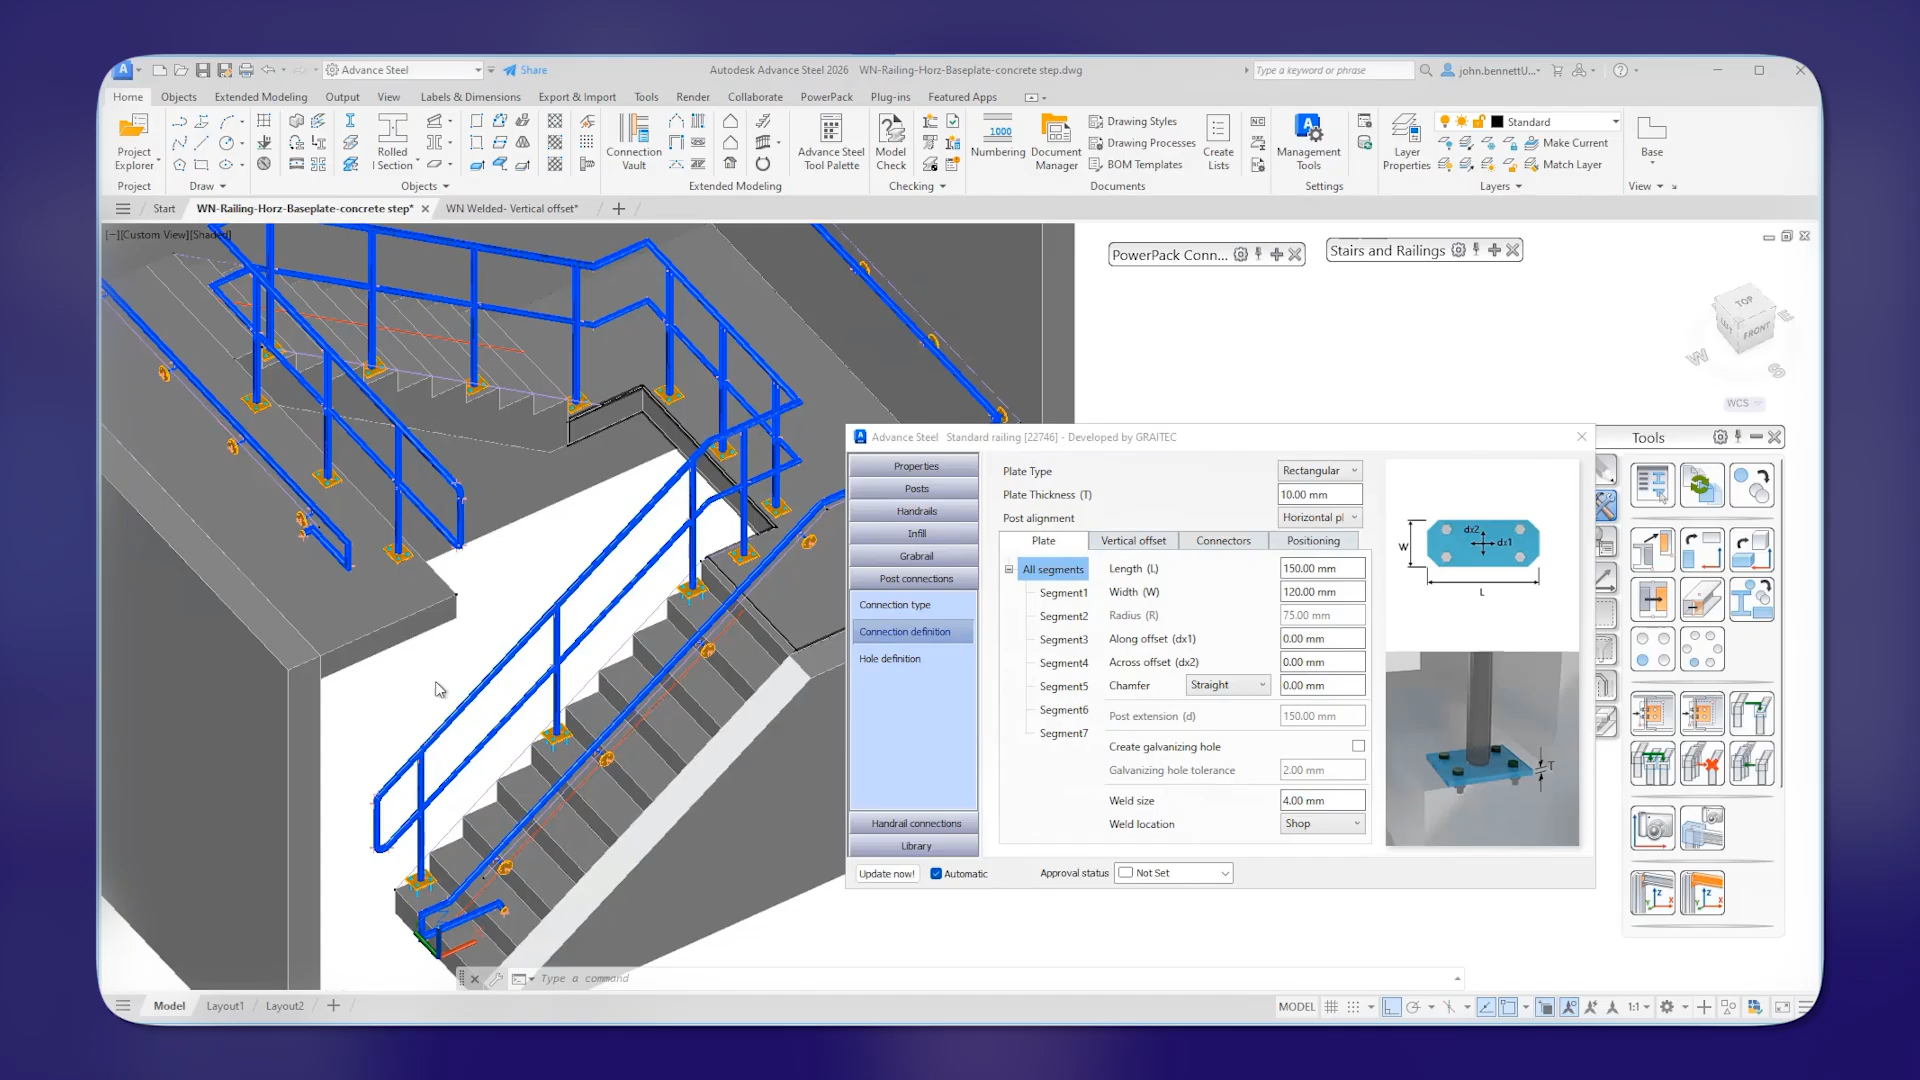 Advance Steel
Share
Autodesk Advance Steel 2026 WN-Railing-Horz-Baseplate-concrete step.dwg
Type a keyword or phrase
john.bennettU...
Home Objects Extended Modeling Output View Labels & Dimensions Export & Import Tools Render Collaborate PowerPack Plug-ins Featured Apps
Project Explorer
Rolled I Section
Connection Vault
Advance Steel Tool Palette
Model Check
1000
Numbering
Document Manager
Drawing Styles
Drawing Processes
BOM Templates
Create Lists
Management Tools
Layer Properties
Standard
Make Current
Match Layer
Base
Project Draw Objects Extended Modeling Checking Documents Settings Layers View
Start WN-Railing-Horz-Baseplate-concrete step* WN Welded- Vertical offset*
[−][Custom View][Shaded]
PowerPack Conn...
Stairs and Railings
TOP
LEFT
FRONT
E
W
S
WCS
Tools
Advance Steel Standard railing [22746] - Developed by GRAITEC
Properties
Posts
Handrails
Infill
Grabrail
Post connections
Connection type
Connection definition
Hole definition
Handrail connections
Library
Plate Type Rectangular
Plate Thickness (T) 10.00 mm
Post alignment Horizontal pl
Plate Vertical offset Connectors Positioning
All segments
Segment1
Segment2
Segment3
Segment4
Segment5
Segment6
Segment7
Length (L) 150.00 mm
Width (W) 120.00 mm
Radius (R) 75.00 mm
Along offset (dx1) 0.00 mm
Across offset (dx2) 0.00 mm
Chamfer Straight 0.00 mm
Post extension (d) 150.00 mm
Create galvanizing hole
Galvanizing hole tolerance 2.00 mm
Weld size 4.00 mm
Weld location Shop
W
dx2
dx1
L
T
Update now! Automatic Approval status Not Set
Type a command
Model Layout1 Layout2
MODEL
1:1